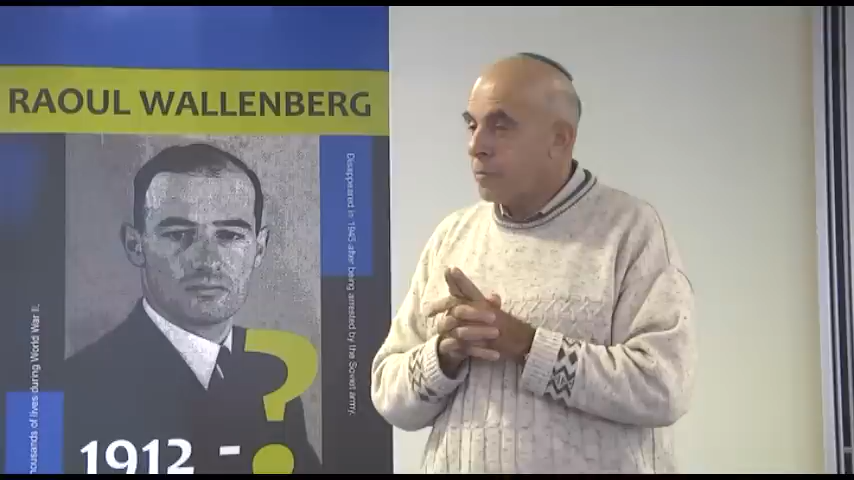 RAOUL WALLENBERG
Disappeared in 1945 after being arrested by the Soviet army.
of lives during World War II.
1912 - ?